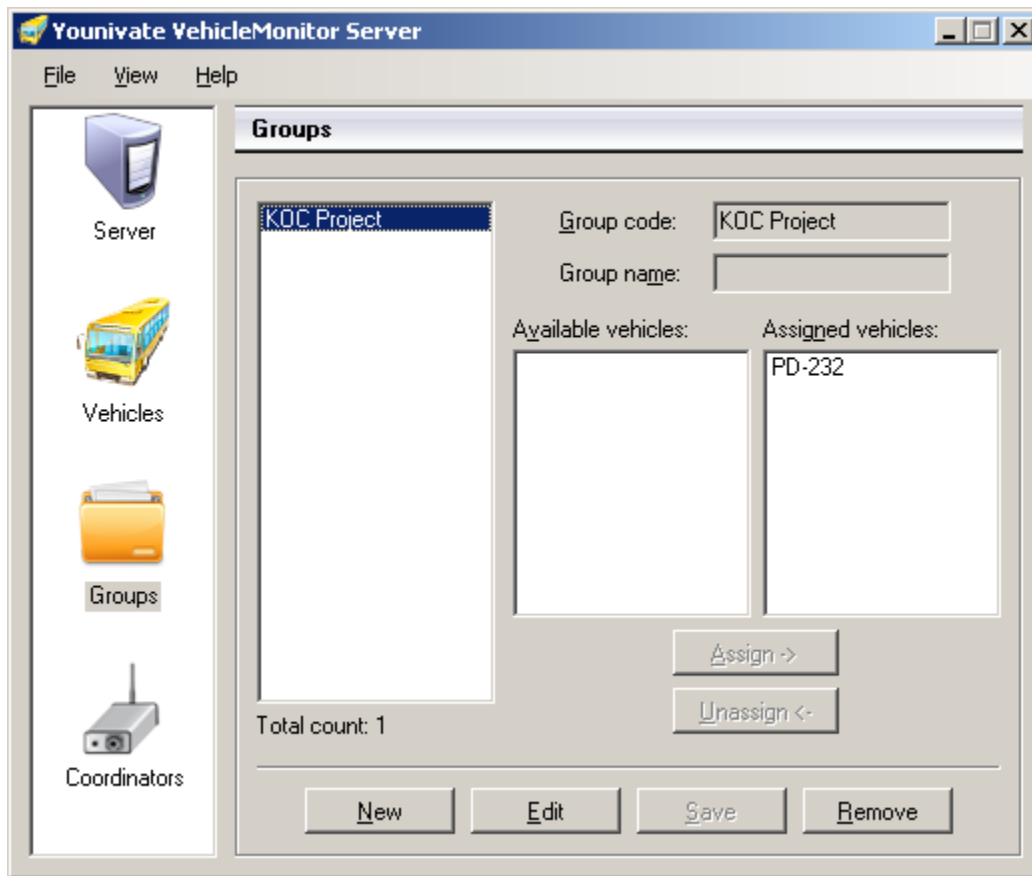 Younivate VehicleMonitor Server
File View Help
Server
Vehicles
Groups
Coordinators
Groups
KOC Project
Total count: 1
Group code: KOC Project
Group name:
Available vehicles: Assigned vehicles:
PD-232
Assign ->
Unassign <-
New Edit Save Remove